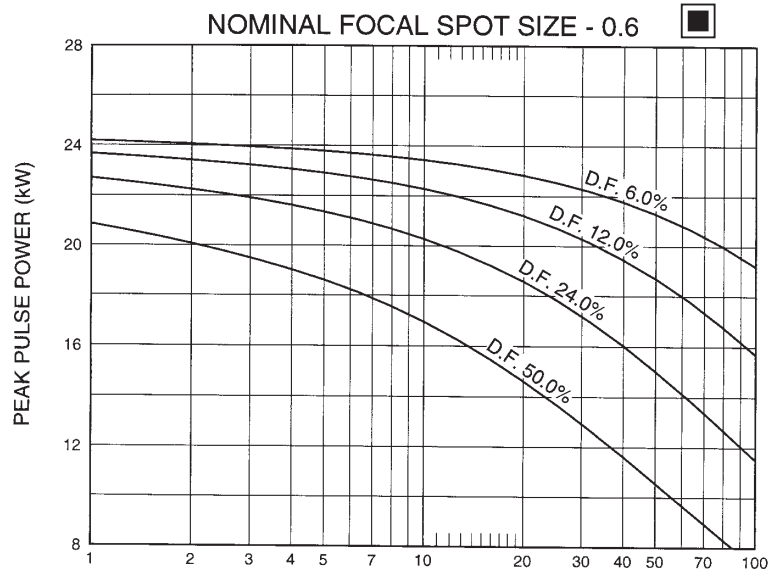 NOMINAL FOCAL SPOT SIZE - 0.6
PEAK PULSE POWER (kW)
28
24
20
16
12
8
D.F. 6.0%
D.F. 12.0%
D.F. 24.0%
D.F. 50.0%
1 2 3 4 5 7 10 20 30 40 50 70 100